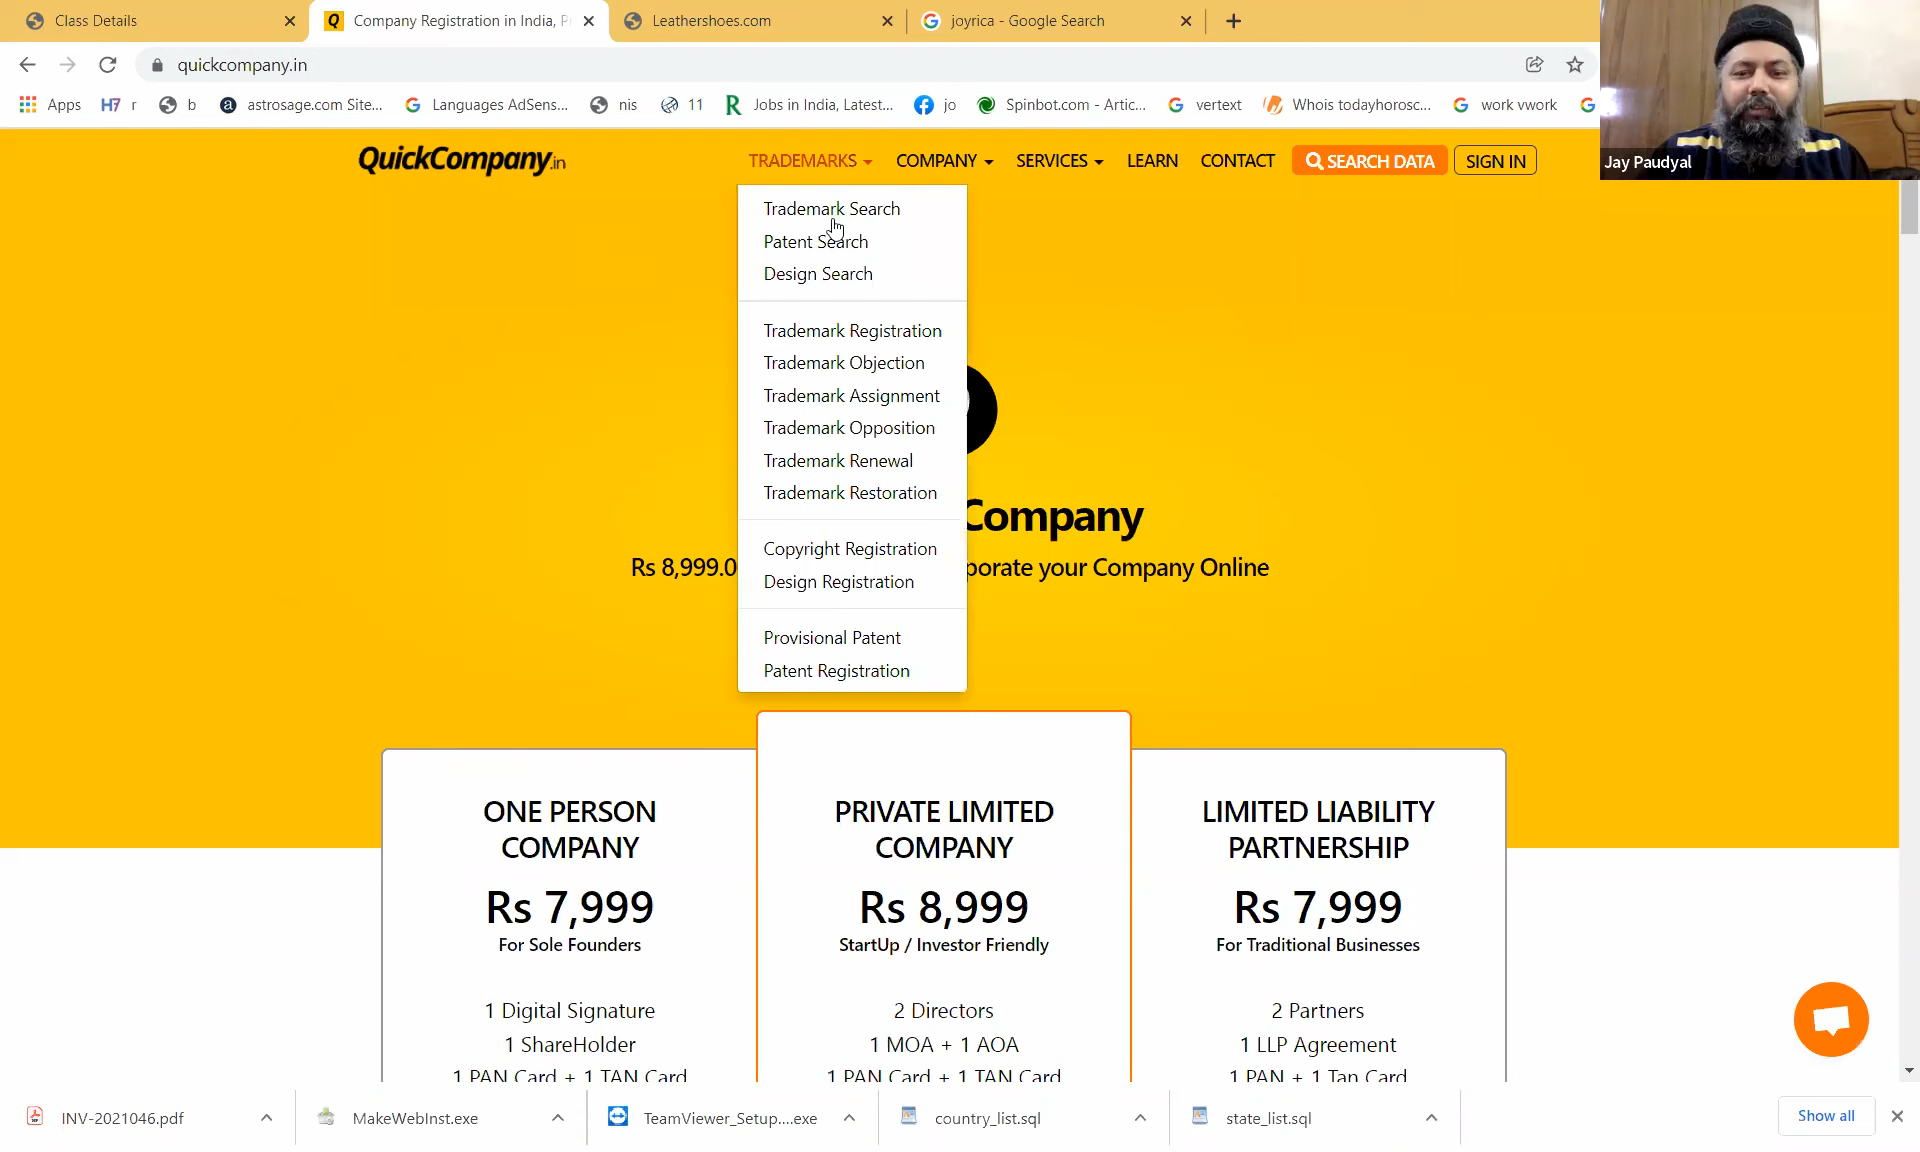 Class Details
Company Registration in India, P
Leathershoes.com
joyrica - Google Search
quickcompany.in
Apps
r
b
astrosage.com Site...
Languages AdSens...
nis
11
Jobs in India, Latest...
jo
Spinbot.com - Artic...
vertext
Whois todayhorosc...
work vwork
Jay Paudyal
QuickCompany.in
TRADEMARKS
COMPANY
SERVICES
LEARN
CONTACT
SEARCH DATA
SIGN IN
Trademark Search
Patent Search
Design Search
Trademark Registration
Trademark Objection
Trademark Assignment
Trademark Opposition
Trademark Renewal
Trademark Restoration
Copyright Registration
Design Registration
Provisional Patent
Patent Registration
Company
Rs 8,999.0
porate your Company Online
ONE PERSON
COMPANY
Rs 7,999
For Sole Founders
1 Digital Signature
1 ShareHolder
1 PAN Card + 1 TAN Card
PRIVATE LIMITED
COMPANY
Rs 8,999
StartUp / Investor Friendly
2 Directors
1 MOA + 1 AOA
1 PAN Card + 1 TAN Card
LIMITED LIABILITY
PARTNERSHIP
Rs 7,999
For Traditional Businesses
2 Partners
1 LLP Agreement
1 PAN + 1 Tan Card
INV-2021046.pdf
MakeWebInst.exe
TeamViewer_Setup....exe
country_list.sql
state_list.sql
Show all